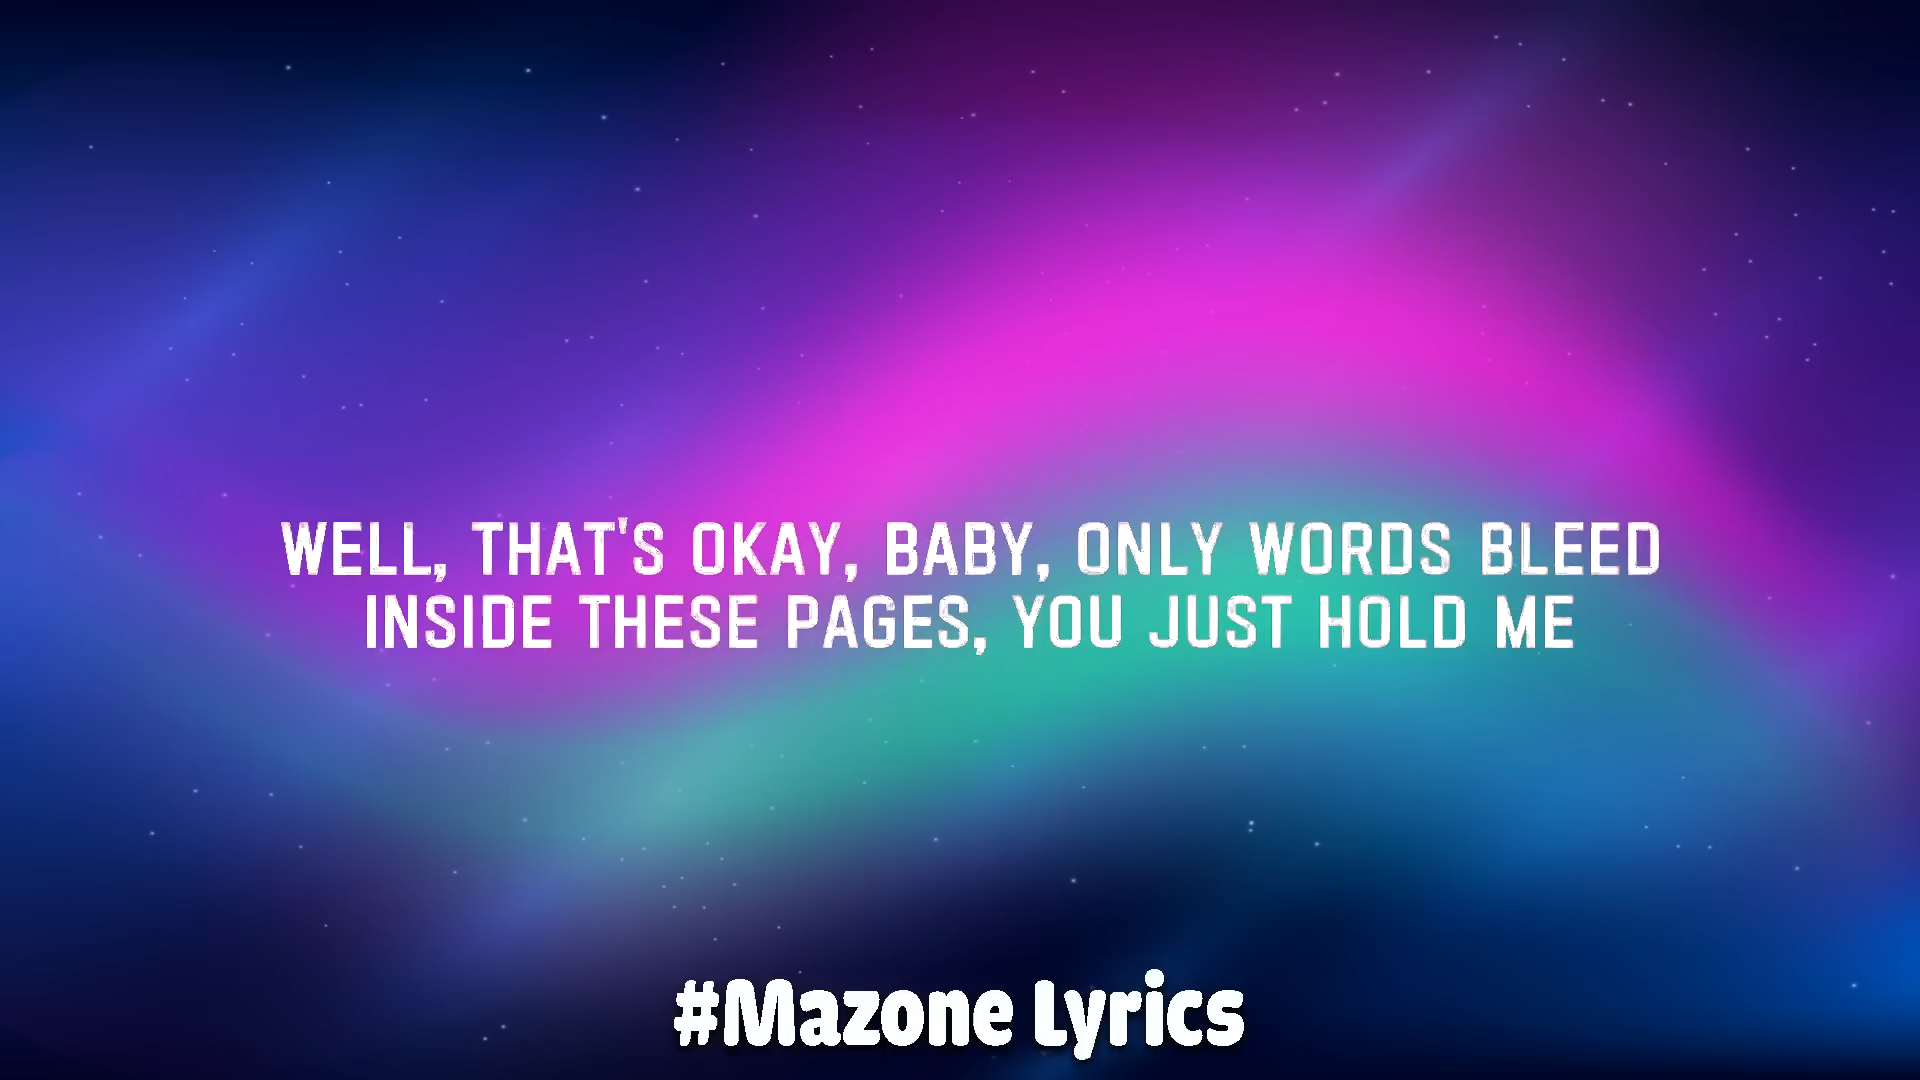 WELL, THAT'S OKAY, BABY, ONLY WORDS BLEED
INSIDE THESE PAGES, YOU JUST HOLD ME
#Mazone Lyrics